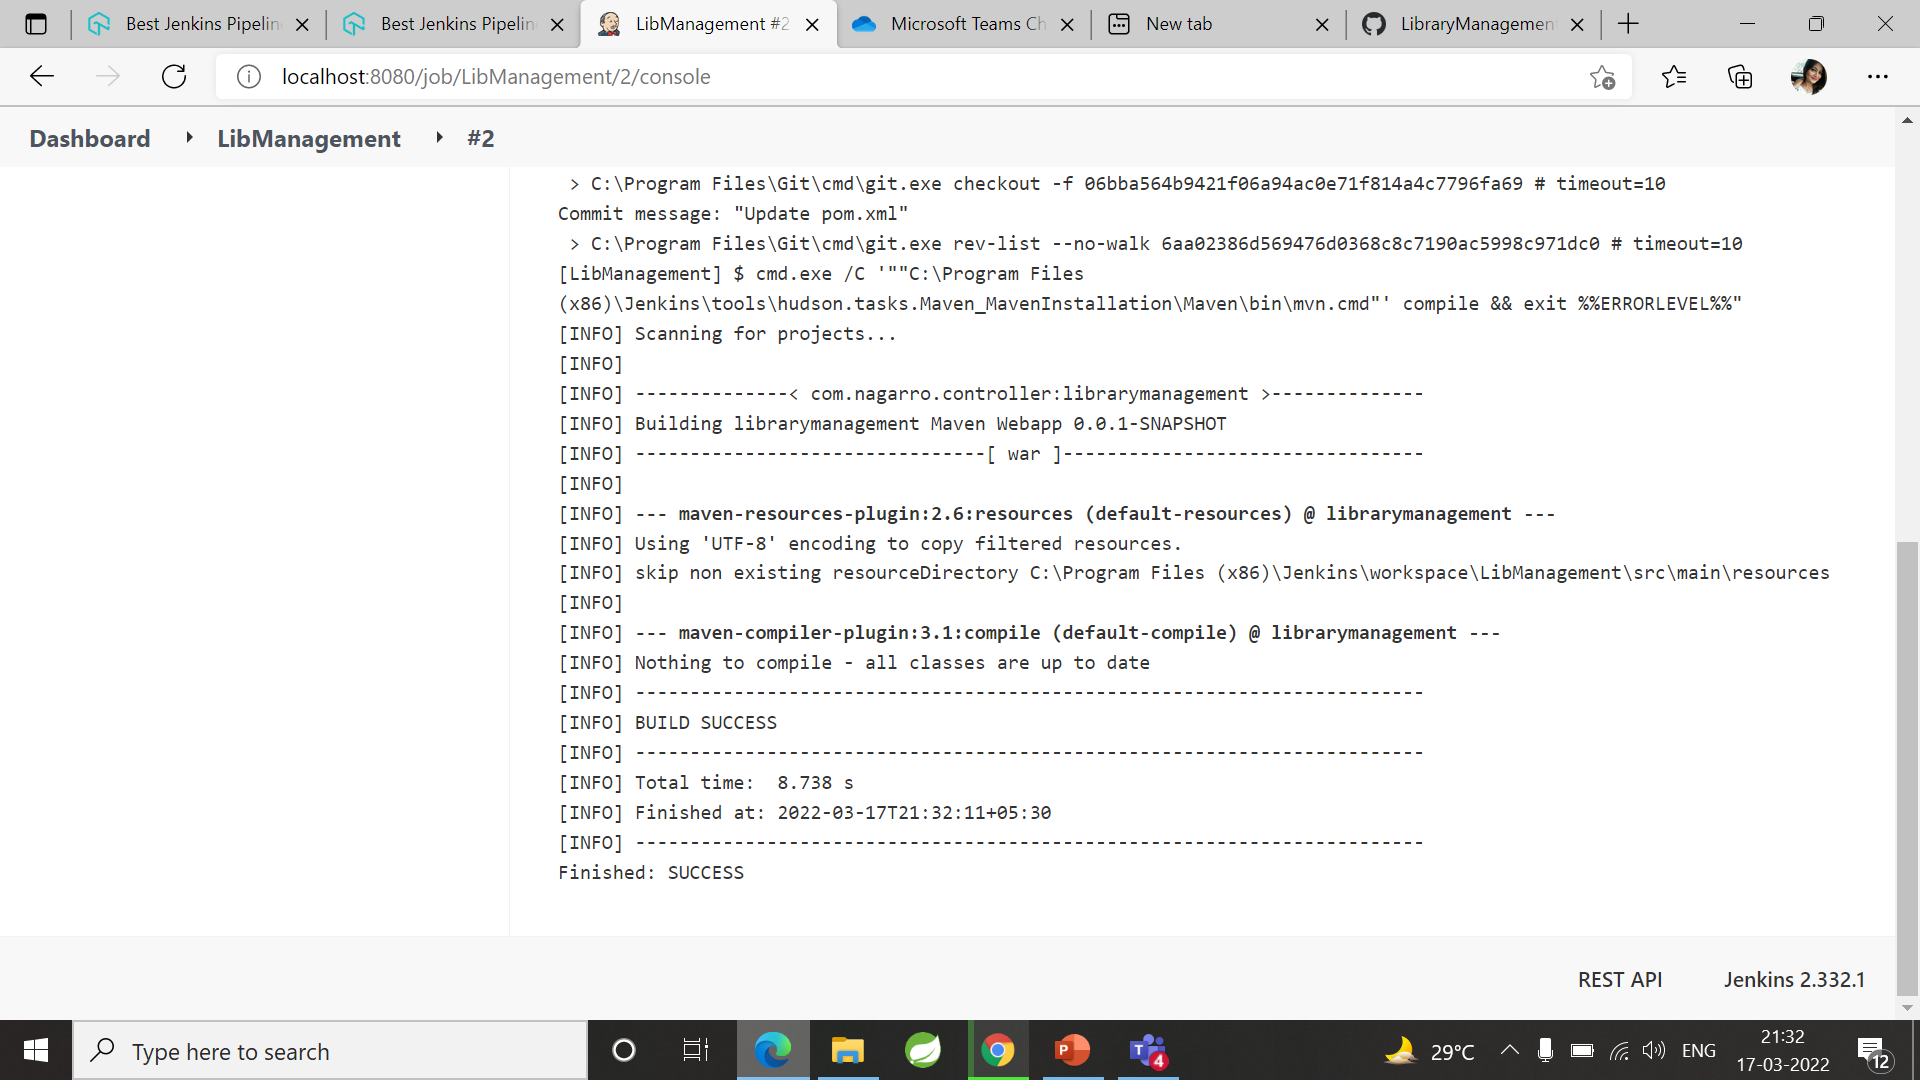 Best Jenkins Pipelin
Best Jenkins Pipelin
LibManagement #2
Microsoft Teams Ch
New tab
LibraryManagemen
localhost:8080/job/LibManagement/2/console
Dashboard
LibManagement
#2
> C:\Program Files\Git\cmd\git.exe checkout -f 06bba564b9421f06a94ac0e71f814a4c7796fa69 # timeout=10
Commit message: "Update pom.xml"
> C:\Program Files\Git\cmd\git.exe rev-list --no-walk 6aa02386d569476d0368c8c7190ac5998c971dc0 # timeout=10
[LibManagement] $ cmd.exe /C '""C:\Program Files
(x86)\Jenkins\tools\hudson.tasks.Maven_MavenInstallation\Maven\bin\mvn.cmd"' compile && exit %%ERRORLEVEL%%"
[INFO] Scanning for projects...
[INFO]
[INFO] --------------< com.nagarro.controller:librarymanagement >--------------
[INFO] Building librarymanagement Maven Webapp 0.0.1-SNAPSHOT
[INFO] --------------------------------[ war ]---------------------------------
[INFO]
[INFO] --- maven-resources-plugin:2.6:resources (default-resources) @ librarymanagement ---
[INFO] Using 'UTF-8' encoding to copy filtered resources.
[INFO] skip non existing resourceDirectory C:\Program Files (x86)\Jenkins\workspace\LibManagement\src\main\resources
[INFO]
[INFO] --- maven-compiler-plugin:3.1:compile (default-compile) @ librarymanagement ---
[INFO] Nothing to compile - all classes are up to date
[INFO] ------------------------------------------------------------------------
[INFO] BUILD SUCCESS
[INFO] ------------------------------------------------------------------------
[INFO] Total time:  8.738 s
[INFO] Finished at: 2022-03-17T21:32:11+05:30
[INFO] ------------------------------------------------------------------------
Finished: SUCCESS
REST API
Jenkins 2.332.1
Type here to search
P
T
4
29°C
ENG
21:32
17-03-2022
12